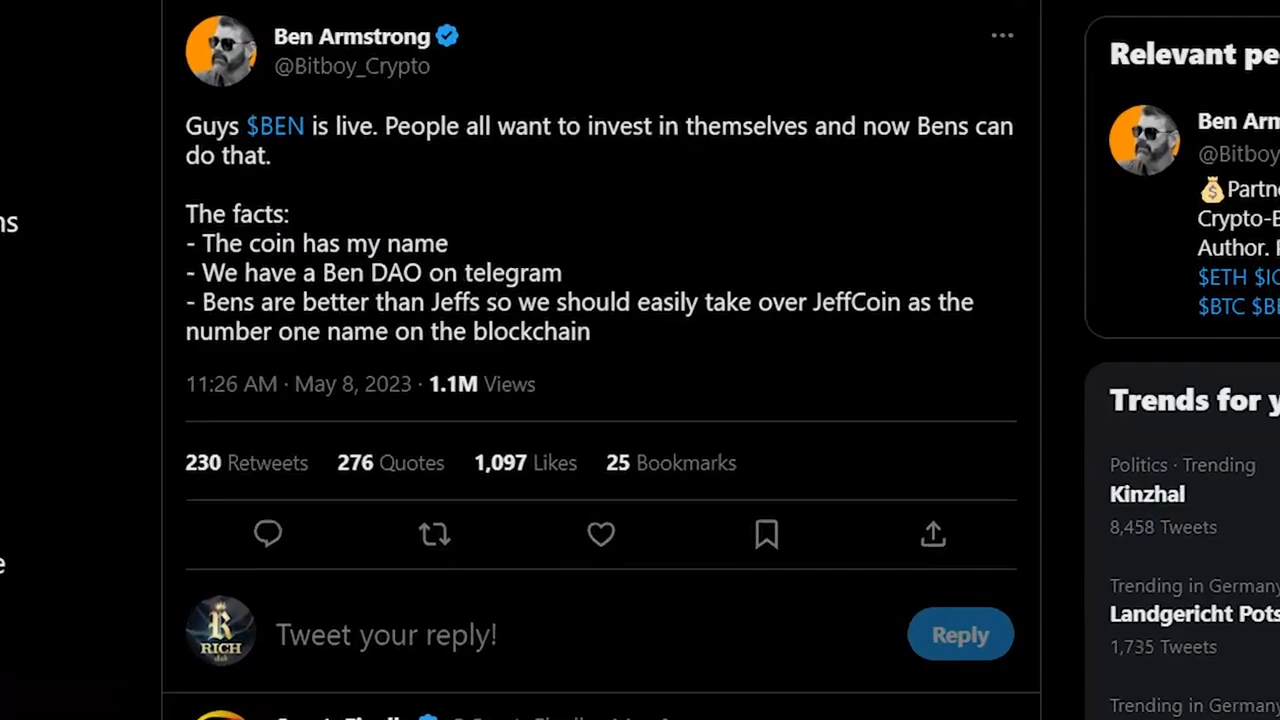 Ben Armstrong
@Bitboy_Crypto
Guys $BEN is live. People all want to invest in themselves and now Bens can
do that.
The facts:
- The coin has my name
- We have a Ben DAO on telegram
- Bens are better than Jeffs so we should easily take over JeffCoin as the
number one name on the blockchain
11:26 AM · May 8, 2023 · 1.1M Views
230 Retweets 276 Quotes 1,097 Likes 25 Bookmarks
R
RICH
club
Tweet your reply!
Reply
ns
e
Relevant pe
Ben Arm
@Bitboy
💰Partne
Crypto-E
Author. F
$ETH $IC
$BTC $BE
Trends for y
Politics · Trending
Kinzhal
8,458 Tweets
Trending in Germany
Landgericht Pots
1,735 Tweets
Trending in Germany